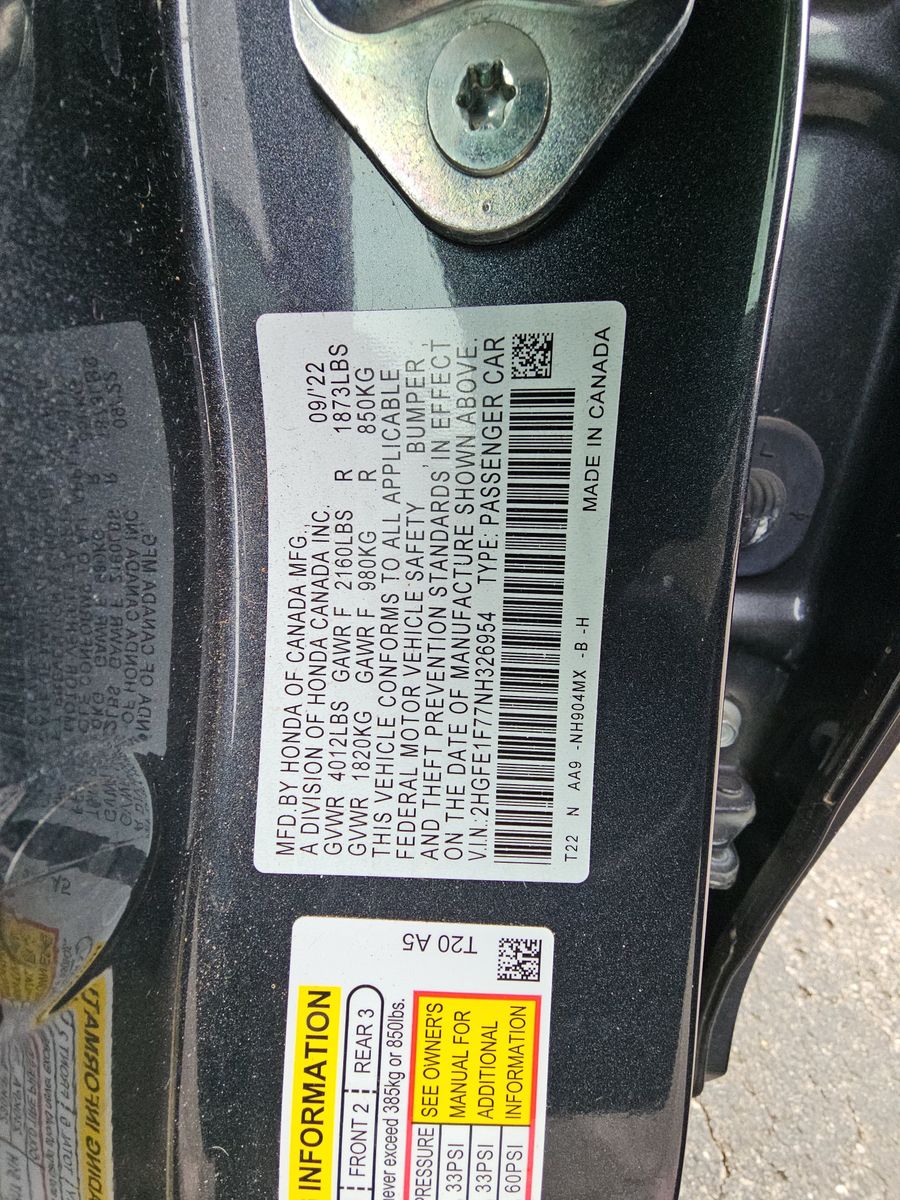 MFD.BY HONDA OF CANADA MFG.,
A DIVISION OF HONDA CANADA INC. 09/'22
GVWR 4012LBS GAWR F 2160LBS R 1873LBS
GVWR 1820KG GAWR F 980KG R 850KG
THIS VEHICLE CONFORMS TO ALL APPLICABLE
FEDERAL MOTOR VEHICLE SAFETY , BUMPER ,
AND THEFT PREVENTION STANDARDS IN EFFECT
ON THE DATE OF MANUFACTURE SHOWN ABOVE.
V.I.N.:2HGFE1F77NH326954 TYPE: PASSENGER CAR
T22 N AA9 -NH904MX -B -H
MADE IN CANADA
T20 A5
INFORMATION
FRONT 2 REAR 3
never exceed 385kg or 850lbs.
PRESSURE
33PSI
33PSI
60PSI
SEE OWNER'S
MANUAL FOR
ADDITIONAL
INFORMATION